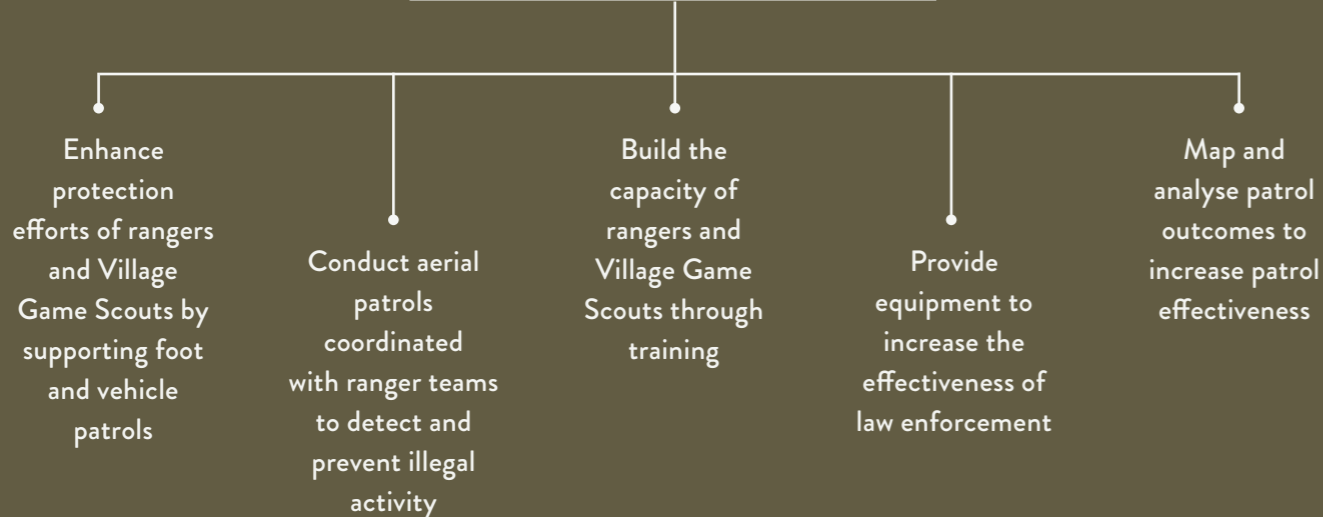 Enhance
protection
efforts of rangers
and Village
Game Scouts by
supporting foot
and vehicle
patrols
Conduct aerial
patrols
coordinated
with ranger teams
to detect and
prevent illegal
activity
Build the
capacity of
rangers and
Village Game
Scouts through
training
Provide
equipment to
increase the
effectiveness of
law enforcement
Map and
analyse patrol
outcomes to
increase patrol
effectiveness